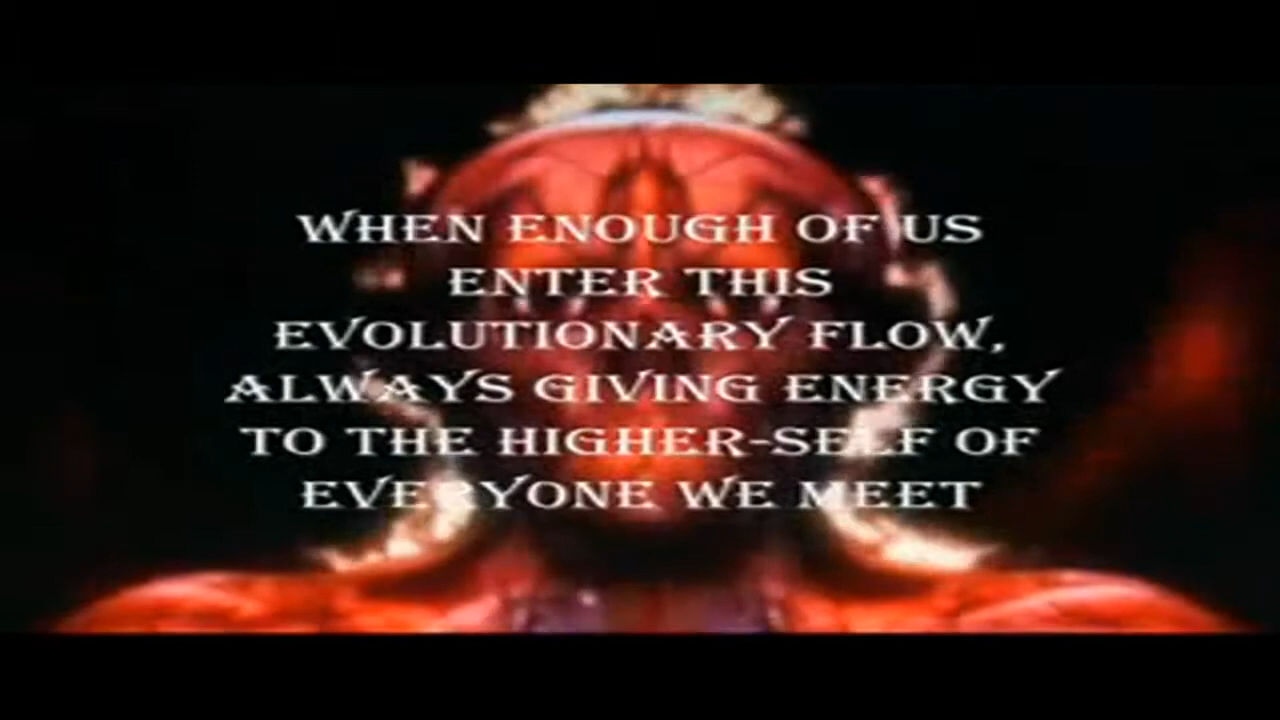 WHEN ENOUGH OF US
ENTER THIS
EVOLUTIONARY FLOW,
ALWAYS GIVING ENERGY
TO THE HIGHER-SELF OF
EVERYONE WE MEET